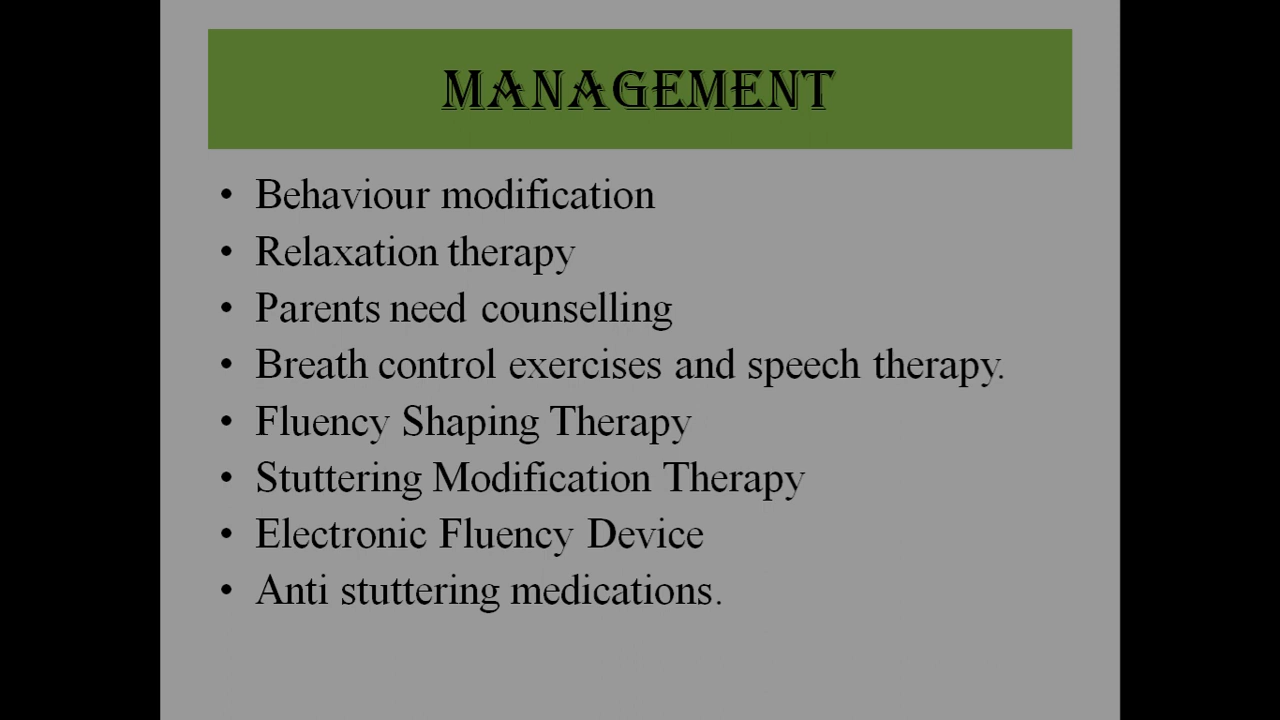 MANAGEMENT
• Behaviour modification
• Relaxation therapy
• Parents need counselling
• Breath control exercises and speech therapy.
• Fluency Shaping Therapy
• Stuttering Modification Therapy
• Electronic Fluency Device
• Anti stuttering medications.